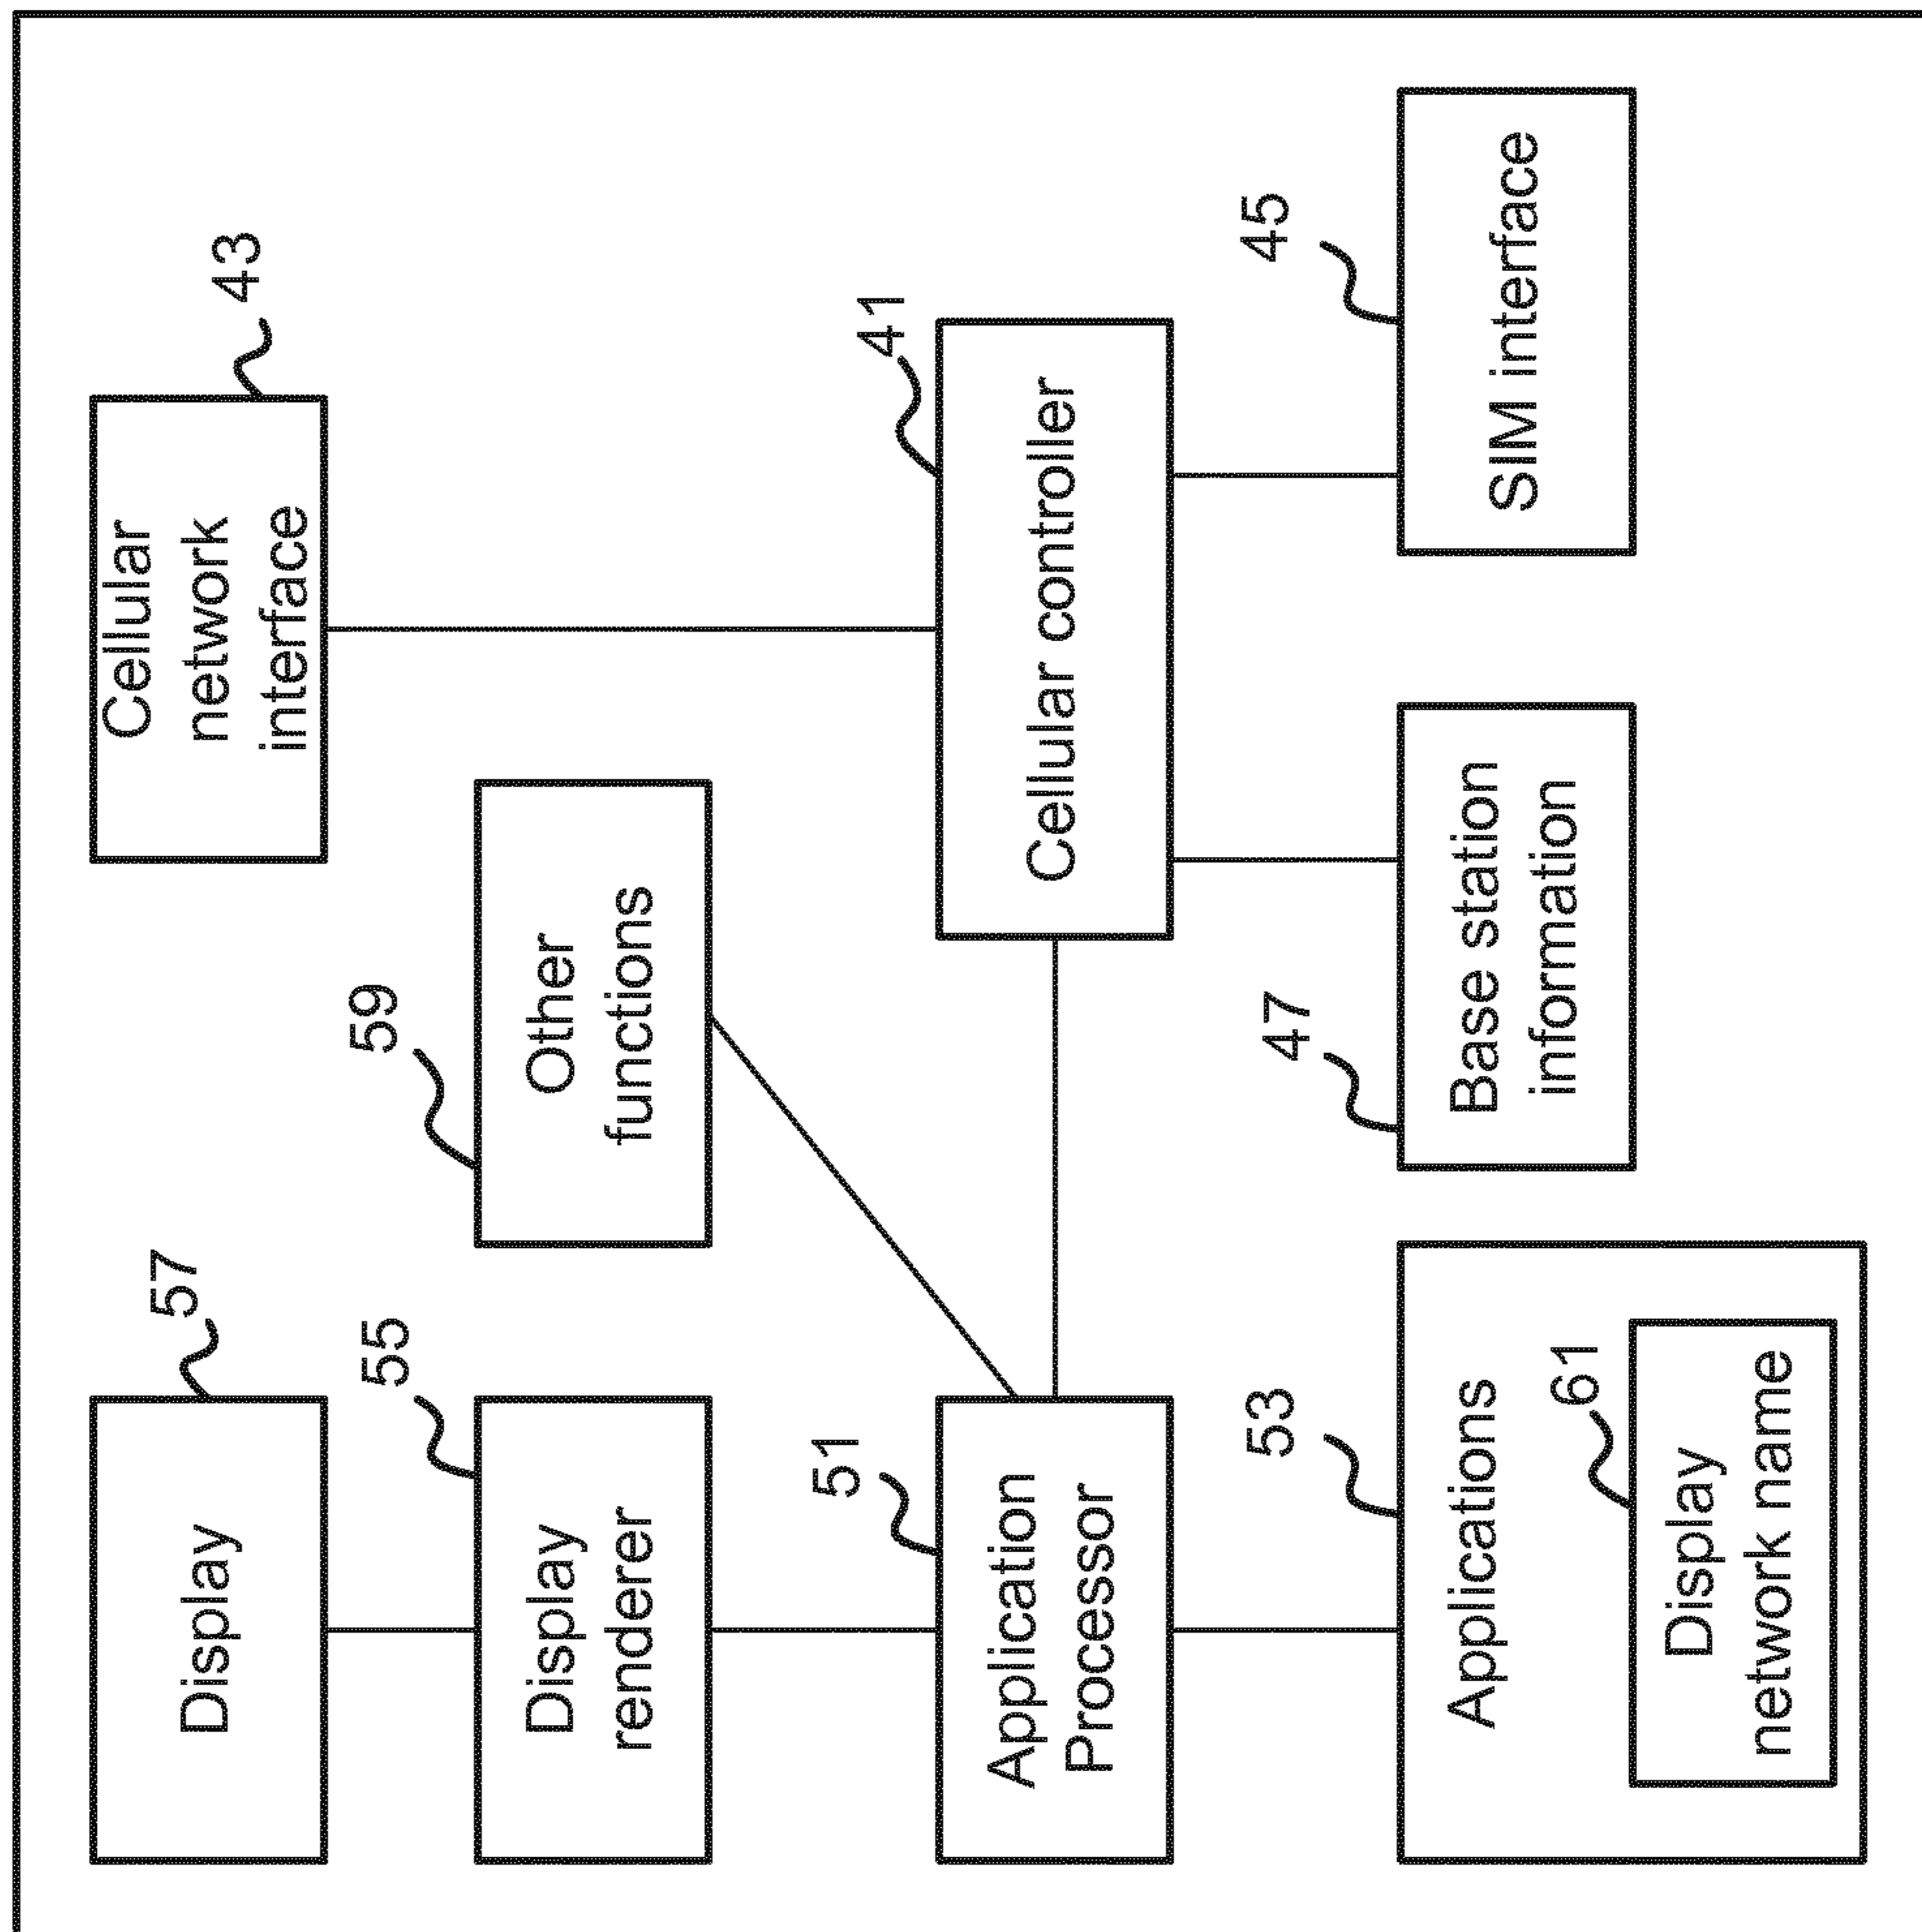 Display
57
Display
renderer
55
Application
Processor
51
Applications
53
Display
network name
61
Other
functions
59
Cellular
network
interface
43
Cellular controller
41
Base station
information
47
SIM interface
45